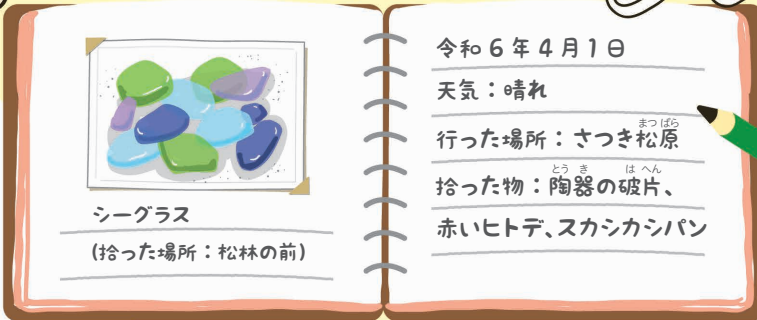 シーグラス
(拾った場所：松林の前)
令和6年4月1日
天気：晴れ
まつばら
行った場所：さつき松原
とうき はへん
拾った物：陶器の破片、
赤いヒトデ、スカシカシパン